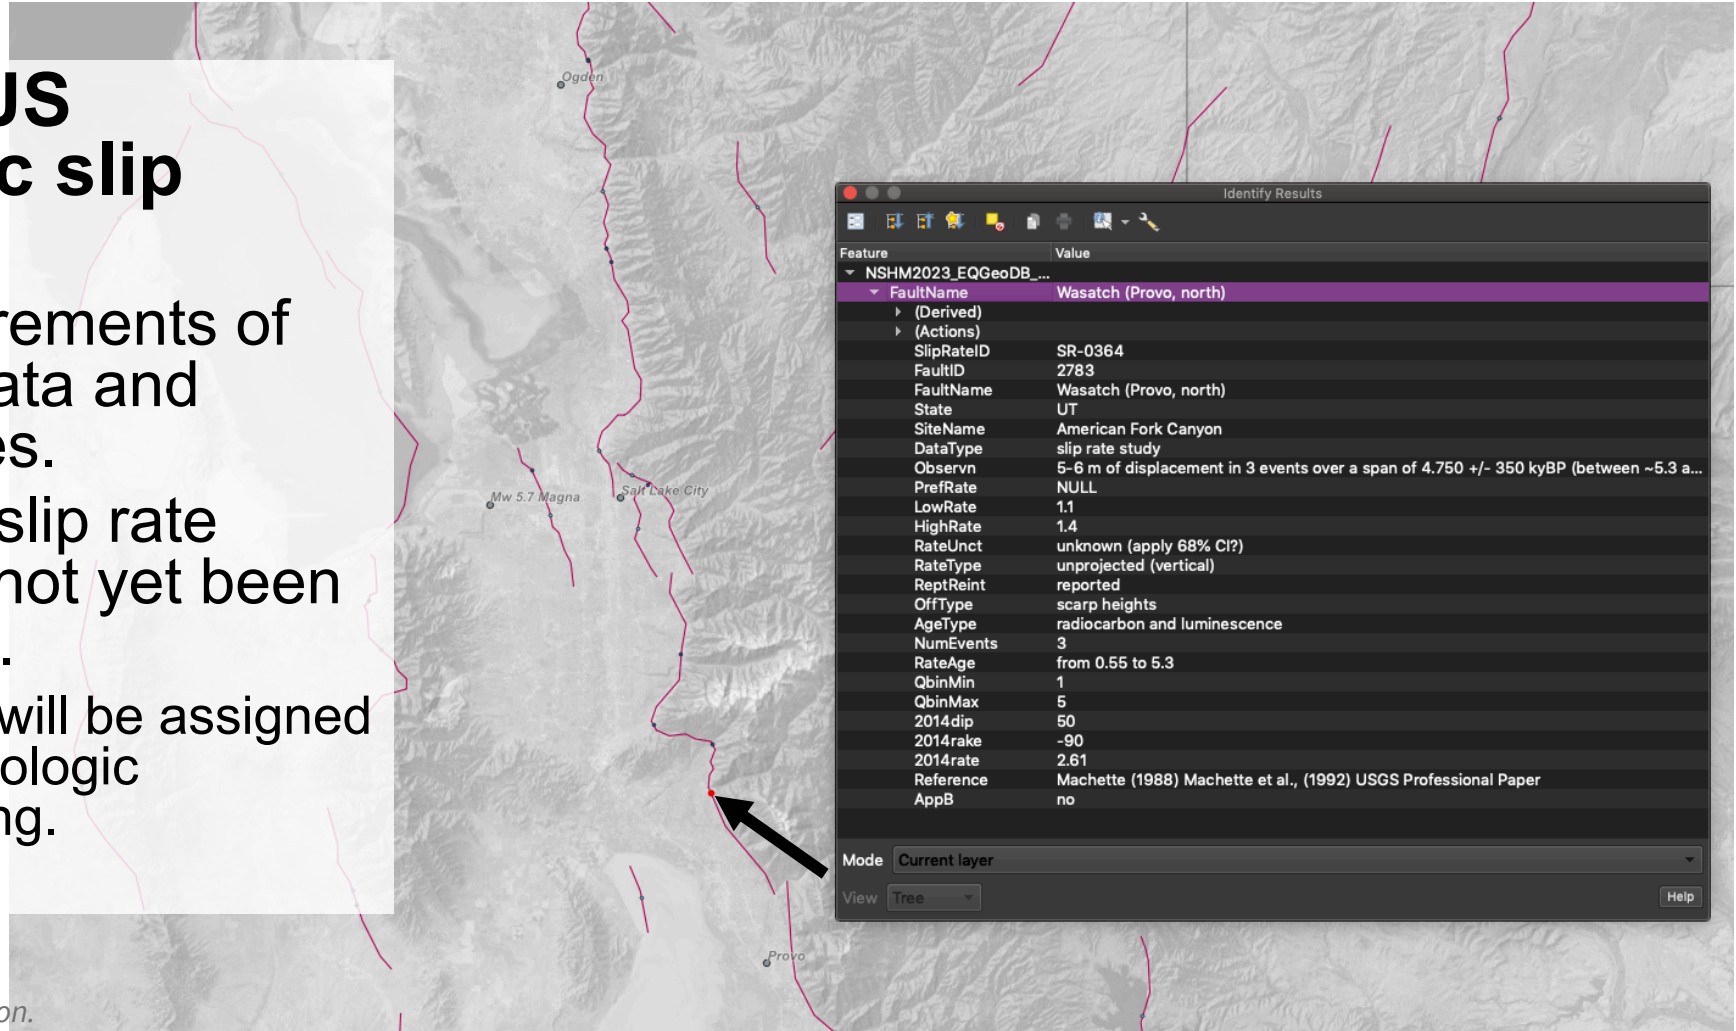 US
c slip
rements of
ata and
es.
slip rate
not yet been
.
will be assigned
ologic
ng.
on.
Ogden
Mw 5.7 Magna
Salt Lake City
Provo
Identify Results
Feature Value
NSHM2023_EQGeoDB_...
FaultName Wasatch (Provo, north)
(Derived)
(Actions)
SlipRateID SR-0364
FaultID 2783
FaultName Wasatch (Provo, north)
State UT
SiteName American Fork Canyon
DataType slip rate study
Observn 5-6 m of displacement in 3 events over a span of 4.750 +/- 350 kyBP (between ~5.3 a...
PrefRate NULL
LowRate 1.1
HighRate 1.4
RateUnct unknown (apply 68% CI?)
RateType unprojected (vertical)
ReptReint reported
OffType scarp heights
AgeType radiocarbon and luminescence
NumEvents 3
RateAge from 0.55 to 5.3
QbinMin 1
QbinMax 5
2014dip 50
2014rake -90
2014rate 2.61
Reference Machette (1988) Machette et al., (1992) USGS Professional Paper
AppB no
Mode Current layer
View Tree Help